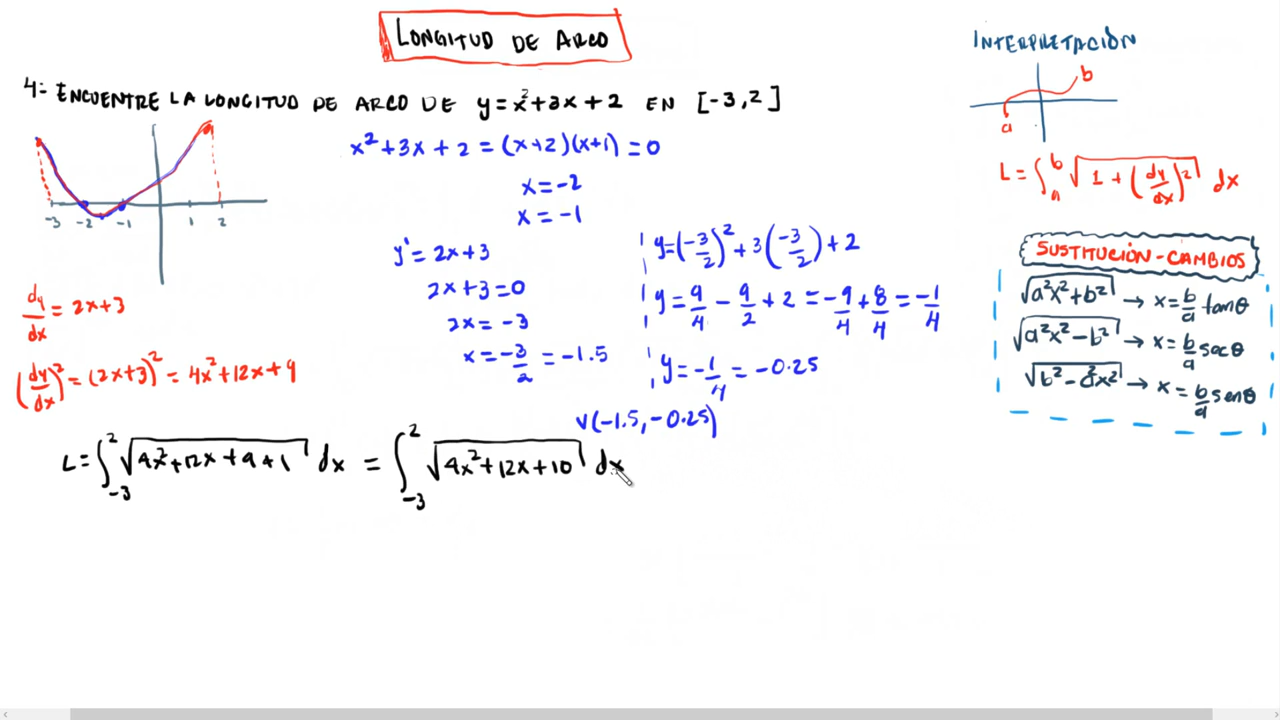 LONGITUD DE ARCO
4= ENCUENTRE LA LONGITUD DE ARCO DE y=x²+3x+2 EN [-3,2]
-3 -2 -1 1 2
x²+3x+2=(x+2)(x+1)=0
x=-2
x=-1
y'=2x+3
2x+3=0
2x=-3
x=-3/2=-1.5
y=(-3/2)²+3(-3/2)+2
y=9/4-9/2+2=-9/4+8/4=-1/4
y=-1/4=-0.25
V(-1.5,-0.25)
dy/dx=2x+3
(dy/dx)²=(2x+3)²=4x²+12x+9
L=∫₋₃² √(4x²+12x+9+1) dx = ∫₋₃² √(4x²+12x+10) dx
INTERPRETACIÓN
a b
L=∫ₐᵇ √(1+(dy/dx)²) dx
SUSTITUCIÓN-CAMBIOS
√(a²x²+b²) → x=b/a tanθ
√(a²x²-b²) → x=b/a secθ
√(b²-a²x²) → x=b/a senθ